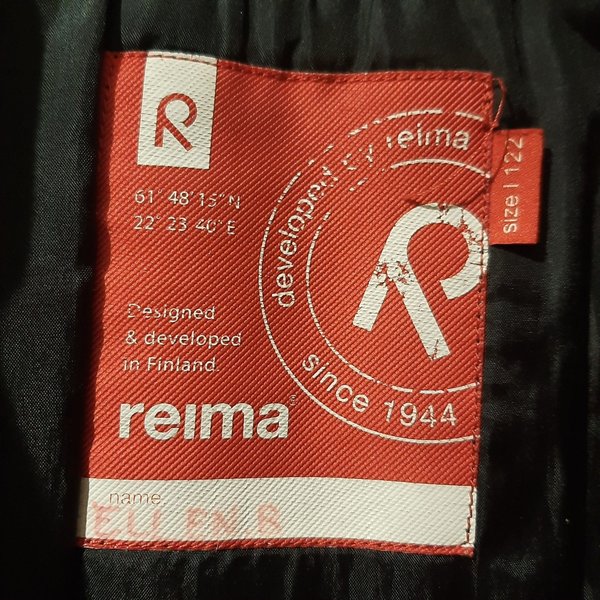 61° 48' 15" N
22° 23' 40" E
developed by reima
since 1944
size | 122
Designed
& developed
in Finland.
reima®
name
ELLEN B